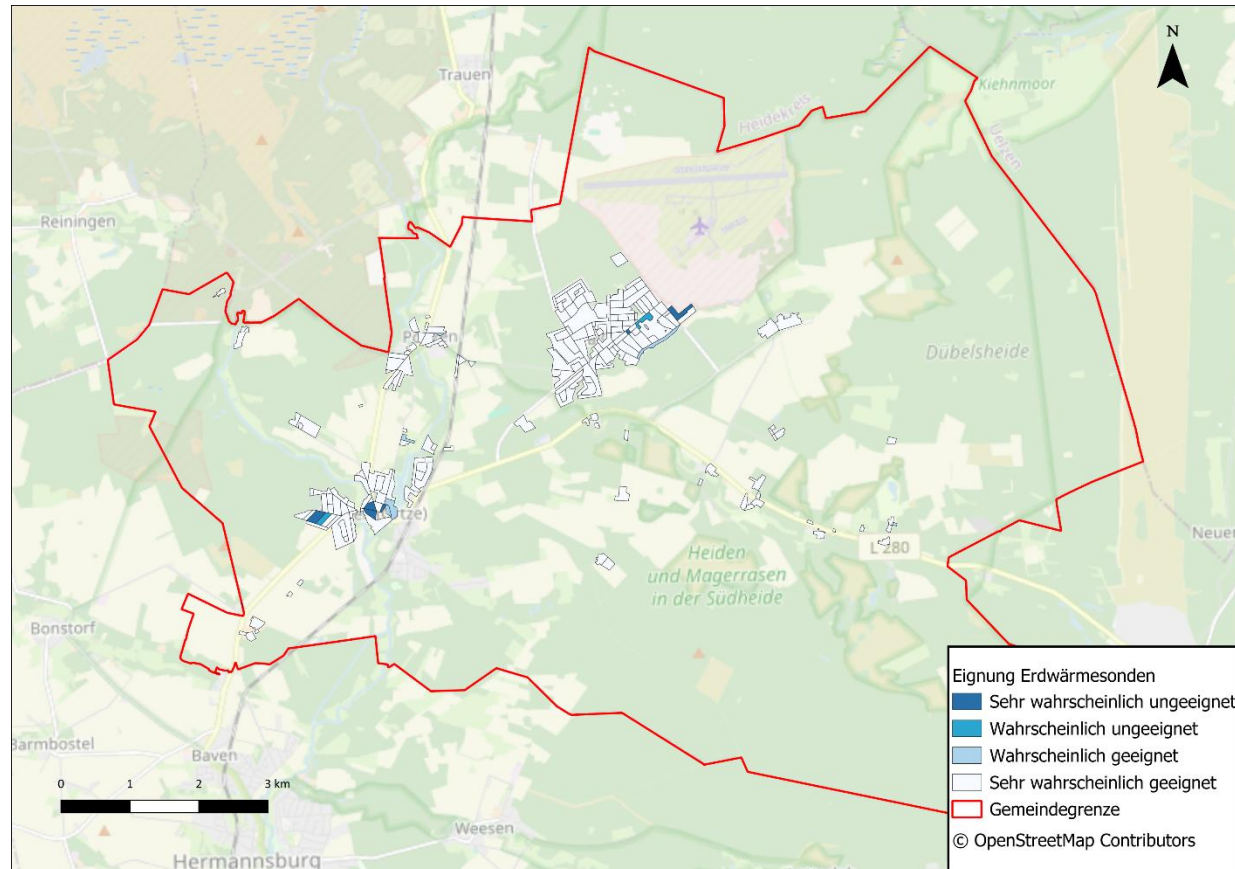 N
Trauen
Kiehnmoor
Heidekreis
Uelzen
Reiningen
Dübelsheide
L 280
Heiden
und Magerrasen
in der Südheide
Bonstorf
Barmbostel
Baven
0 1 2 3 km
Weesen
Hermannsburg
Eignung Erdwärmesonden
Sehr wahrscheinlich ungeeignet
Wahrscheinlich ungeeignet
Wahrscheinlich geeignet
Sehr wahrscheinlich geeignet
Gemeindegrenze
© OpenStreetMap Contributors